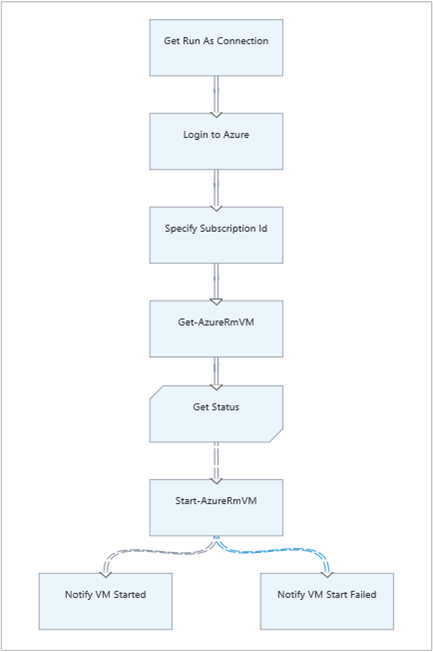 Get Run As Connection
Login to Azure
Specify Subscription Id
Get-AzureRmVM
Get Status
Start-AzureRmVM
Notify VM Started
Notify VM Start Failed